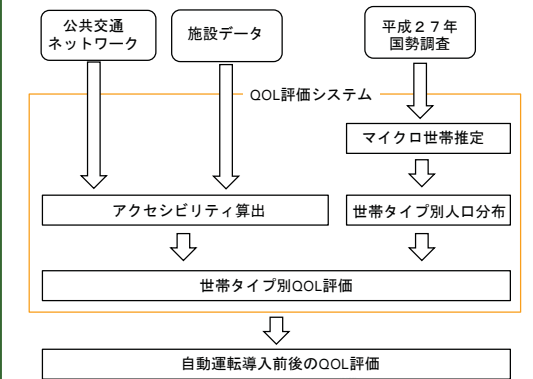 公共交通
ネットワーク
施設データ
平成２７年
国勢調査
QOL評価システム
マイクロ世帯推定
アクセシビリティ算出
世帯タイプ別人口分布
世帯タイプ別QOL評価
自動運転導入前後のQOL評価